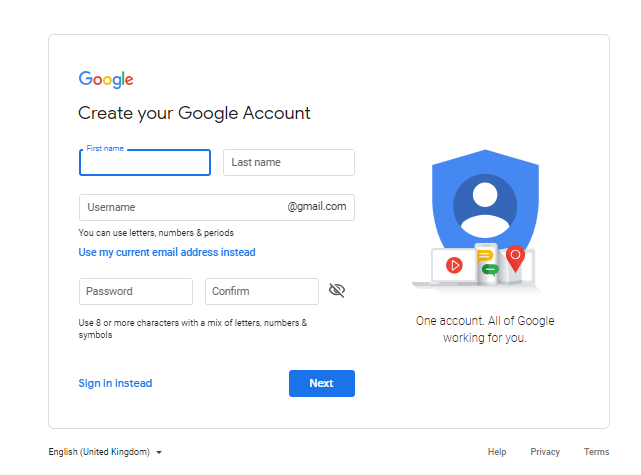 Google
Create your Google Account
First name
Last name
Username
@gmail.com
You can use letters, numbers & periods
Use my current email address instead
Password
Confirm
Use 8 or more characters with a mix of letters, numbers &
symbols
One account. All of Google
working for you.
Sign in instead
Next
English (United Kingdom)
Help
Privacy
Terms